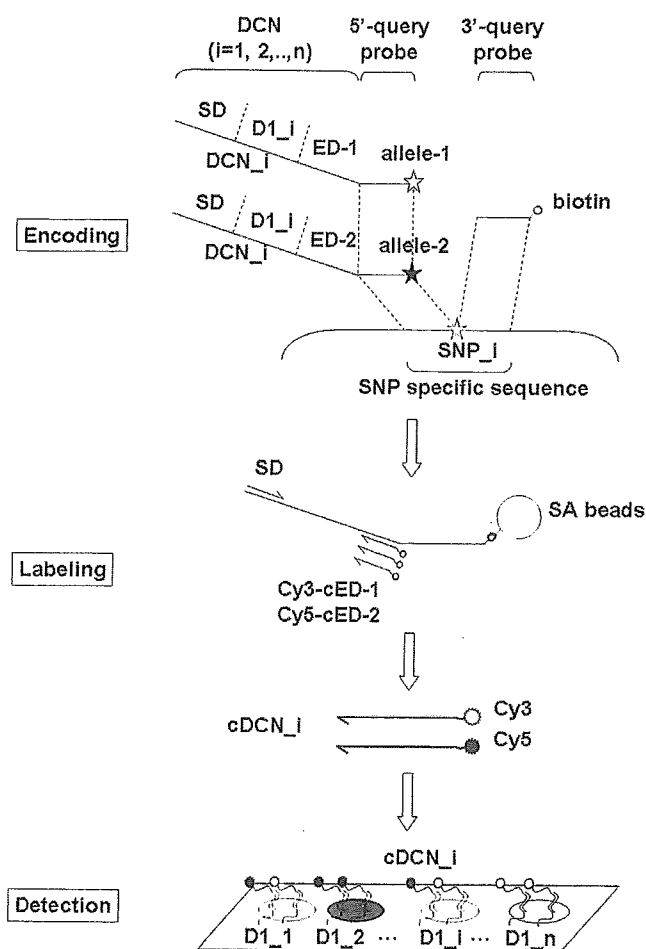 DCN 5'-query 3'-query
(i=1, 2,..,n) probe probe
SD
D1_i
ED-1
DCN_i
allele-1
SD
D1_i
ED-2
DCN_i
allele-2
biotin
Encoding
SNP_i
SNP specific sequence
SD
SA beads
Labeling
Cy3-cED-1
Cy5-cED-2
cDCN_i
Cy3
Cy5
cDCN_i
Detection
D1_1 D1_2 ... D1_i ... D1_n